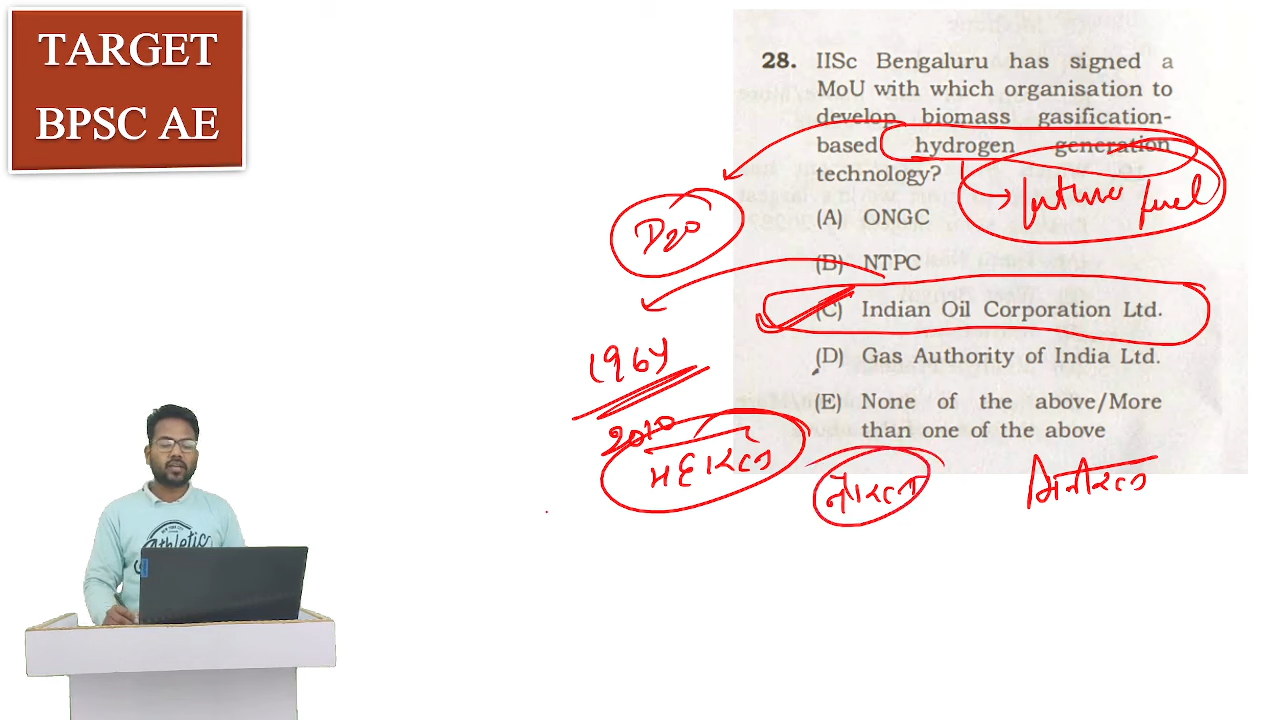 TARGET
BPSC AE
28. IISc Bengaluru has signed a
MoU with which organisation to
develop biomass gasification-
based hydrogen generation
technology?
future fuel
(A) ONGC
D20
(B) NTPC
(C) Indian Oil Corporation Ltd.
1964
(D) Gas Authority of India Ltd.
(E) None of the above/More
than one of the above
2010
महारत्न
नौरत्न
मिनीरत्न